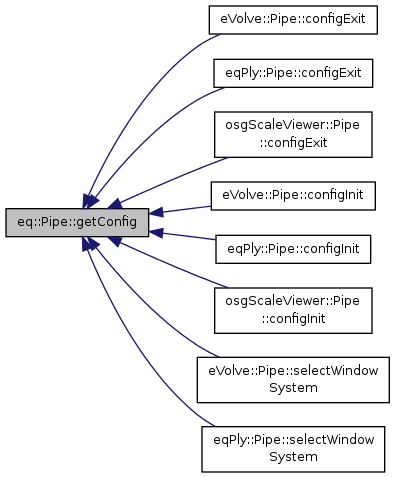 eVolve::Pipe::configExit
eqPly::Pipe::configExit
osgScaleViewer::Pipe
::configExit
eVolve::Pipe::configInit
eq::Pipe::getConfig
eqPly::Pipe::configInit
osgScaleViewer::Pipe
::configInit
eVolve::Pipe::selectWindow
System
eqPly::Pipe::selectWindow
System